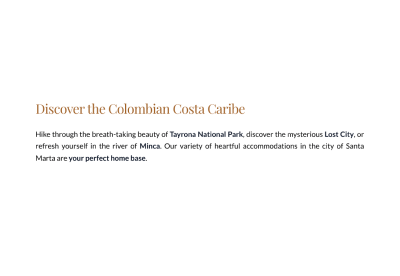 Discover the Colombian Costa Caribe
Hike through the breath-taking beauty of Tayrona National Park, discover the mysterious Lost City, or
refresh yourself in the river of Minca. Our variety of heartful accommodations in the city of Santa
Marta are your perfect home base.